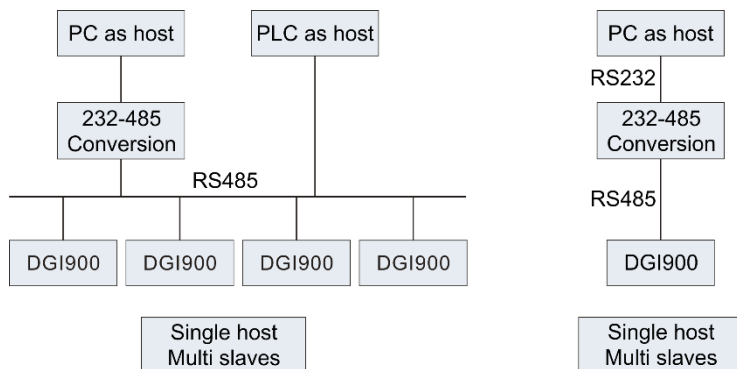 PC as host
PLC as host
232-485
Conversion
RS485
DGI900
DGI900
DGI900
DGI900
Single host
Multi slaves
PC as host
RS232
232-485
Conversion
RS485
DGI900
Single host
Multi slaves